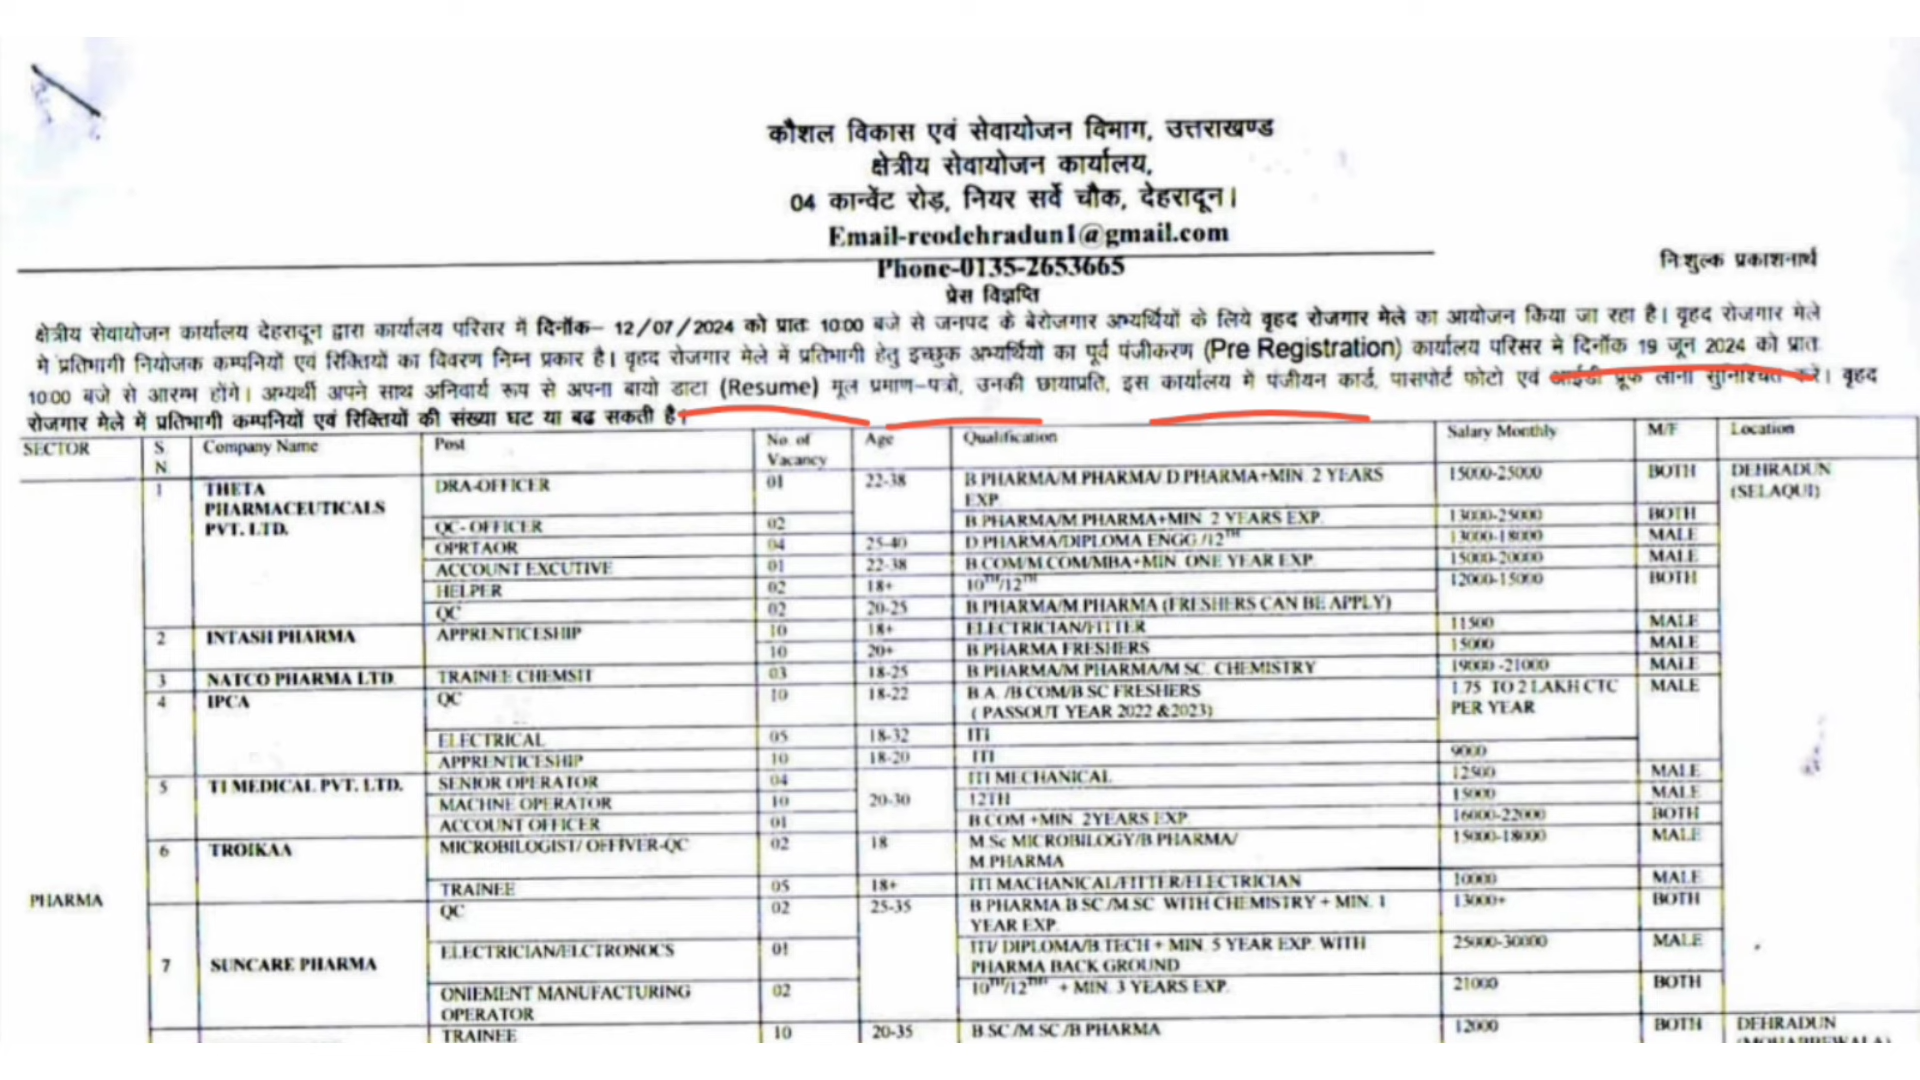 कौशल विकास एवं सेवायोजन विभाग, उत्तराखण्ड
क्षेत्रीय सेवायोजन कार्यालय,
04 कान्वेंट रोड़, नियर सर्वे चौक, देहरादून।
Email-reodehradun1@gmail.com
Phone-0135-2653665
निःशुल्क प्रकाशनार्थ
प्रेस विज्ञप्ति
क्षेत्रीय सेवायोजन कार्यालय देहरादून द्वारा कार्यालय परिसर में दिनॉक– 12/07/2024 को प्रातः 10:00 बजे से जनपद के बेरोजगार अभ्यर्थियों के लिये वृहद रोजगार मेले का आयोजन किया जा रहा है। वृहद रोजगार मेले
मे प्रतिभागी नियोजक कम्पनियों एवं रिक्तियों का विवरण निम्न प्रकार है। वृहद रोजगार मेले में प्रतिभागी हेतु इच्छुक अभ्यर्थियों का पूर्व पंजीकरण (Pre Registration) कार्यालय परिसर मे दिनॉक 19 जून 2024 को प्रातः
10:00 बजे से आरम्भ होंगे। अभ्यर्थी अपने साथ अनिवार्य रूप से अपना बायो डाटा (Resume) मूल प्रमाण–पत्रो, उनकी छायाप्रति, इस कार्यालय में पंजीयन कार्ड, पासपोर्ट फोटो एवं आईडी प्रूफ लाना सुनिश्चित करें। वृहद
रोजगार मेले में प्रतिभागी कम्पनियों एवं रिक्तियों की संख्या घट या बढ सकती है।
SECTOR S N Company Name Post No. of Vacancy Age Qualification Salary Monthly M/F Location
1 THETA PHARMACEUTICALS PVT. LTD. DRA-OFFICER 01 22-38 B.PHARMA/M.PHARMA/ D.PHARMA+MIN. 2 YEARS EXP. 15000-25000 BOTH DEHRADUN (SELAQUI)
QC- OFFICER 02 B.PHARMA/M.PHARMA+MIN. 2 YEARS EXP. 13000-25000 BOTH
OPRTAOR 04 25-40 D.PHARMA/DIPLOMA ENGG./12TH 13000-18000 MALE
ACCOUNT EXCUTIVE 01 22-38 B.COM/M.COM/MBA+MIN. ONE YEAR EXP. 15000-20000 MALE
HELPER 02 18+ 10TH/12TH 12000-15000 BOTH
QC 02 20-25 B.PHARMA/M.PHARMA (FRESHERS CAN BE APPLY)
2 INTASH PHARMA APPRENTICESHIP 10 18+ ELECTRICIAN/FITTER 11500 MALE
10 20+ B.PHARMA FRESHERS 15000 MALE
3 NATCO PHARMA LTD. TRAINEE CHEMSIT 03 18-25 B.PHARMA/M.PHARMA/M.SC. CHEMISTRY 19000 -21000 MALE
4 IPCA QC 10 18-22 B.A. /B.COM/B.SC FRESHERS ( PASSOUT YEAR 2022 &2023) 1.75 TO 2 LAKH CTC PER YEAR MALE
ELECTRICAL 05 18-32 ITI
APPRENTICESHIP 10 18-20 ITI 9000
5 TI MEDICAL PVT. LTD. SENIOR OPERATOR 04 20-30 ITI MECHANICAL 12500 MALE
MACHNE OPERATOR 10 12TH 15000 MALE
ACCOUNT OFFICER 01 B.COM +MIN. 2YEARS EXP. 16000-22000 BOTH
6 TROIKAA MICROBILOGIST/ OFFIVER-QC 02 18 M.Sc MICROBILOGY/B.PHARMA/ M.PHARMA 15000-18000 MALE
PHARMA TRAINEE 05 18+ ITI MACHANICAL/FITTER/ELECTRICIAN 10000 MALE
7 SUNCARE PHARMA QC 02 25-35 B.PHARMA B.SC/M.SC. WITH CHEMISTRY + MIN. 1 YEAR EXP. 13000+ BOTH
ELECTRICIAN/ELCTRONOCS 01 ITI/ DIPLOMA/B.TECH + MIN. 5 YEAR EXP. WITH PHARMA BACK GROUND 25000-30000 MALE
ONIEMENT MANUFACTURING OPERATOR 02 10TH/12THH + MIN. 3 YEARS EXP. 21000 BOTH
TRAINEE 10 20-35 B.SC./M.SC./B.PHARMA 12000 BOTH DEHRADUN